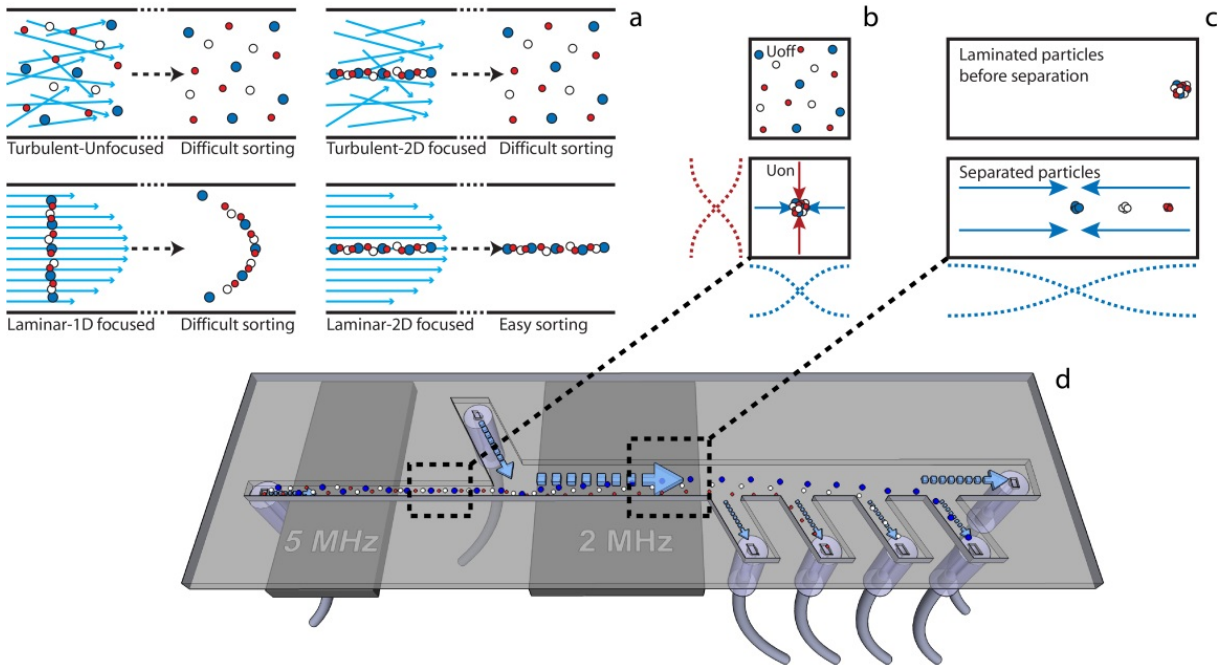 a
b
c
Turbulent-Unfocused
Difficult sorting
Turbulent-2D focused
Difficult sorting
Uoff
Laminated particles
before separation
Uon
Separated particles
Laminar-1D focused
Difficult sorting
Laminar-2D focused
Easy sorting
d
5 MHz
2 MHz